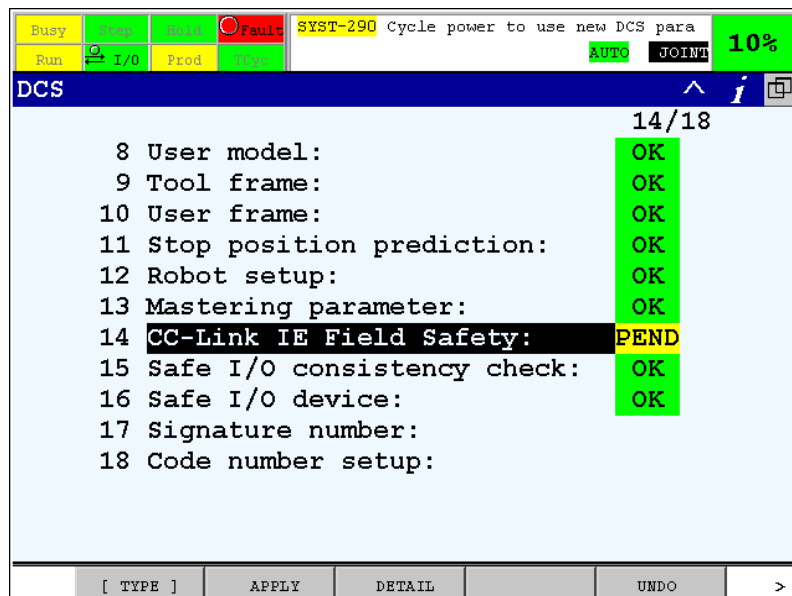 Busy Step Hold Fault SYST-290 Cycle power to use new DCS para
Run I/O Prod TCyc AUTO JOINT 10%
DCS
14/18
8 User model: OK
9 Tool frame: OK
10 User frame: OK
11 Stop position prediction: OK
12 Robot setup: OK
13 Mastering parameter: OK
14 CC-Link IE Field Safety: PEND
15 Safe I/O consistency check: OK
16 Safe I/O device: OK
17 Signature number:
18 Code number setup:
[ TYPE ] APPLY DETAIL UNDO >